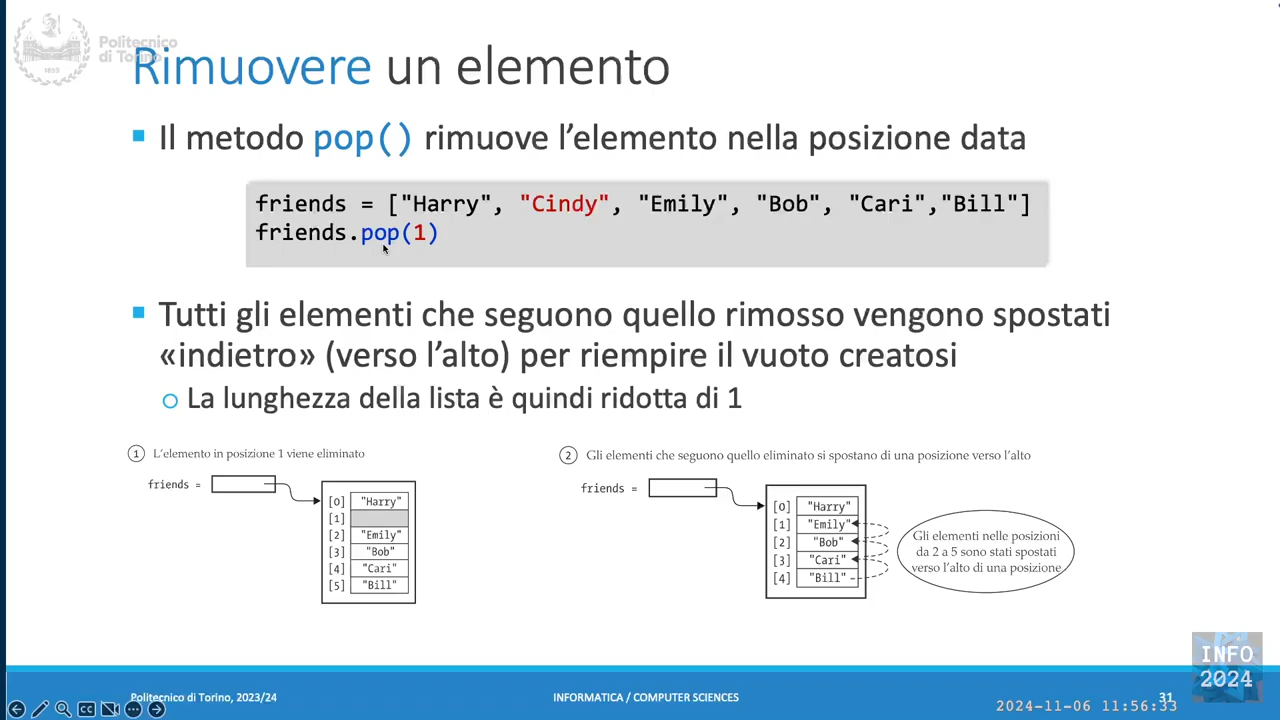 Politecnico
di Torino
1859
Rimuovere un elemento
Il metodo pop() rimuove l'elemento nella posizione data
friends = ["Harry", "Cindy", "Emily", "Bob", "Cari","Bill"]
friends.pop(1)
Tutti gli elementi che seguono quello rimosso vengono spostati
«indietro» (verso l'alto) per riempire il vuoto creatosi
La lunghezza della lista è quindi ridotta di 1
1 L'elemento in posizione 1 viene eliminato
friends =
[0] "Harry"
[1]
[2] "Emily"
[3] "Bob"
[4] "Cari"
[5] "Bill"
2 Gli elementi che seguono quello eliminato si spostano di una posizione verso l'alto
friends =
[0] "Harry"
[1] "Emily"
[2] "Bob"
[3] "Cari"
[4] "Bill"
Gli elementi nelle posizioni
da 2 a 5 sono stati spostati
verso l'alto di una posizione
Politecnico di Torino, 2023/24
INFORMATICA / COMPUTER SCIENCES
31
INFO
2024
2024-11-06 11:56:33
CC